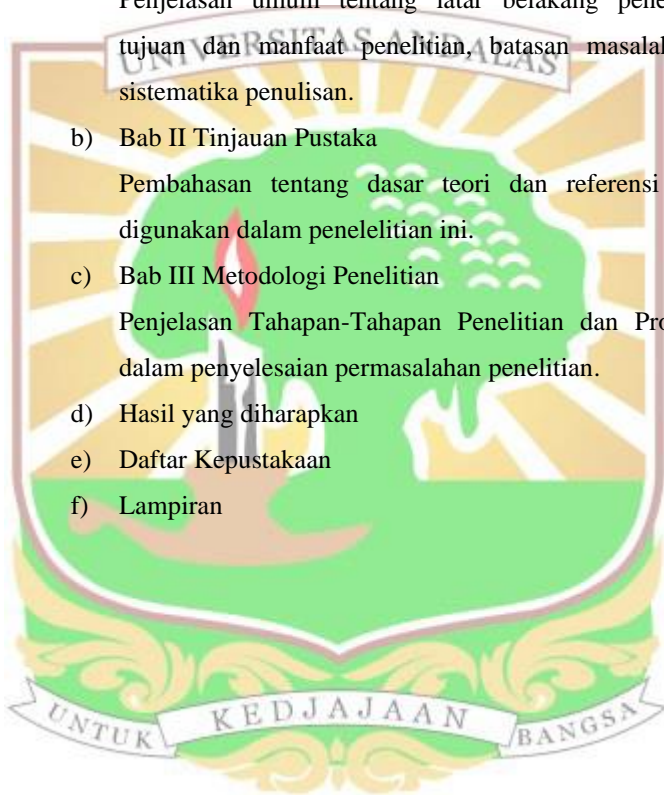 Penjelasan umum tentang latar belakang pene
tujuan dan manfaat penelitian, batasan masala
UNIVERSITAS ANDALAS
sistematika penulisan.
b) Bab II Tinjauan Pustaka
Pembahasan tentang dasar teori dan referensi
digunakan dalam penelelitian ini.
c) Bab III Metodologi Penelitian
Penjelasan Tahapan-Tahapan Penelitian dan Pro
dalam penyelesaian permasalahan penelitian.
d) Hasil yang diharapkan
e) Daftar Kepustakaan
f) Lampiran
UNTUK KEDJAJAAN BANGSA